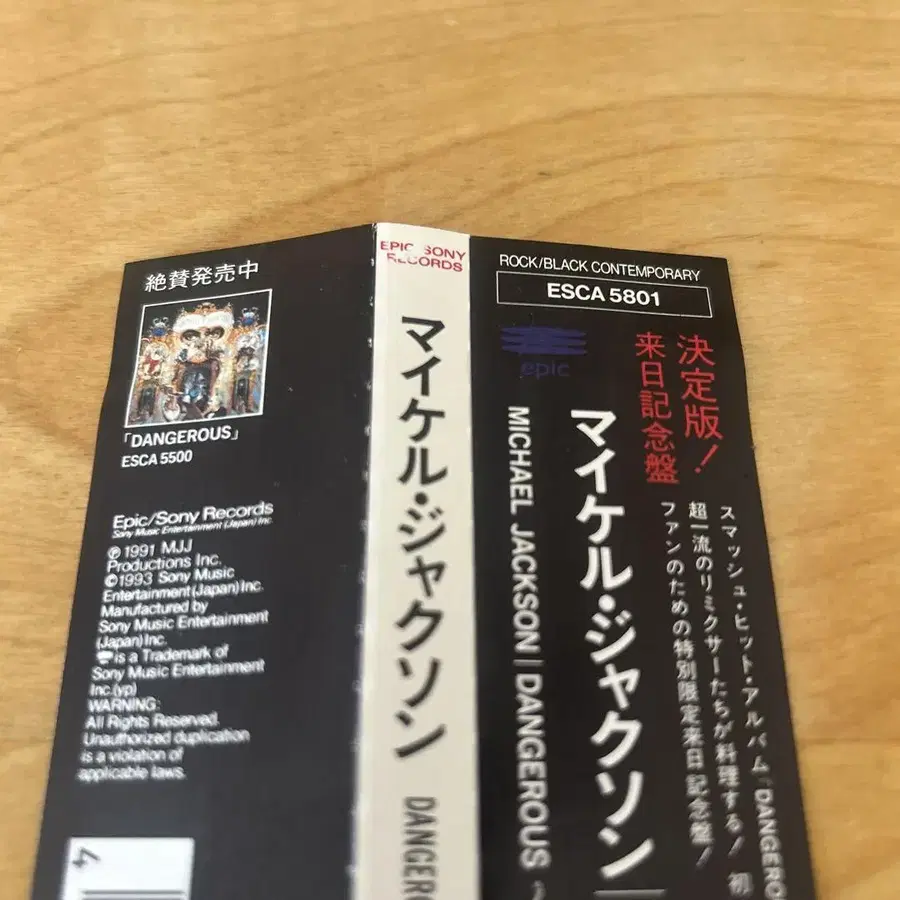 絶賛発売中
「DANGEROUS」
ESCA 5500
Epic/Sony Records
Sony Music Entertainment (Japan) Inc.
Ⓟ 1991 MJJ
Productions Inc.
©1993 Sony Music
Entertainment (Japan) Inc.
Manufactured by
Sony Music Entertainment
(Japan) Inc.
is a Trademark of
Sony Music Entertainment
Inc.(yp)
WARNING:
All Rights Reserved.
Unauthorized duplication
is a violation of
applicable laws.
4
EPIC SONY
RECORDS
マイケル・ジャクソン
DANGERO
ROCK/BLACK CONTEMPORARY
ESCA 5801
epic
決定版!
来日記念盤
スマッシュ・ヒット・アルバム「DANGERO
超一流のリミクサーたちが料理する! 初
ファンのための特別限定来日記念盤!
マイケル・ジャクソン
MICHAEL JACKSON | DANGEROUS